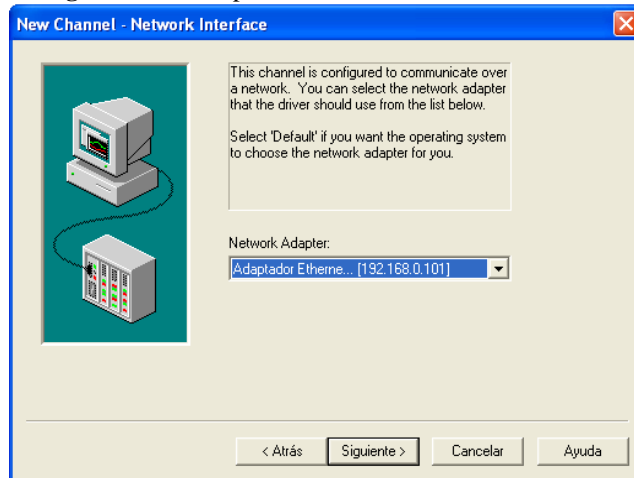 New Channel - Network Interface
This channel is configured to communicate over
a network. You can select the network adapter
that the driver should use from the list below.
Select 'Default' if you want the operating system
to choose the network adapter for you.
Network Adapter:
Adaptador Etherne... [192.168.0.101]
< Atrás Siguiente > Cancelar Ayuda